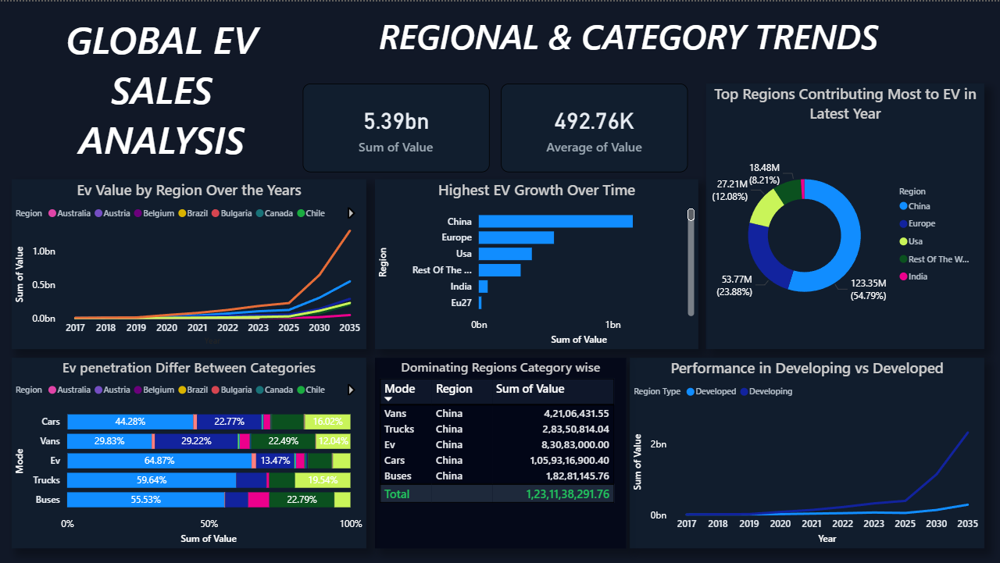 GLOBAL EV
SALES
ANALYSIS
REGIONAL & CATEGORY TRENDS
5.39bn
Sum of Value
492.76K
Average of Value
Top Regions Contributing Most to EV in
Latest Year
18.48M
(8.21%)
27.21M
(12.08%)
53.77M
(23.88%)
123.35M
(54.79%)
Region
China
Europe
Usa
Rest Of The W...
India
Ev Value by Region Over the Years
Region Australia Austria Belgium Brazil Bulgaria Canada Chile
Sum of Value
1.0bn
0.5bn
0.0bn
2017 2018 2019 2020 2021 2022 2023 2025 2030 2035
Year
Highest EV Growth Over Time
Region
China
Europe
Usa
Rest Of The ...
India
Eu27
0bn 1bn
Sum of Value
Ev penetration Differ Between Categories
Region Australia Austria Belgium Brazil Bulgaria Canada Chile
Mode
Cars 44.28% 22.77% 16.02%
Vans 29.83% 29.22% 22.49% 12.04%
Ev 64.87% 13.47%
Trucks 59.64% 19.54%
Buses 55.53% 22.79%
0% 50% 100%
Sum of Value
Dominating Regions Category wise
Mode Region Sum of Value
Vans China 4,21,06,431.55
Trucks China 2,83,50,814.04
Ev China 8,30,83,000.00
Cars China 1,05,93,16,900.40
Buses China 1,82,81,145.76
Total 1,23,11,38,291.76
Performance in Developing vs Developed
Region Type Developed Developing
Sum of Value
2bn
0bn
2017 2018 2019 2020 2021 2022 2023 2025 2030 2035
Year